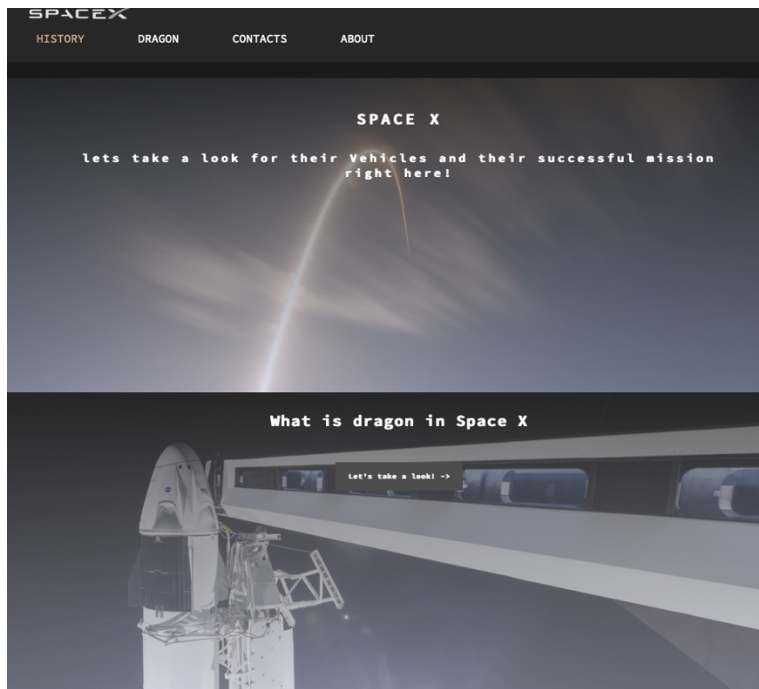 SPACEX
HISTORY DRAGON CONTACTS ABOUT
SPACE X
lets take a look for their Vehicles and their successful mission
right here!
What is dragon in Space X
Let's take a look! ->